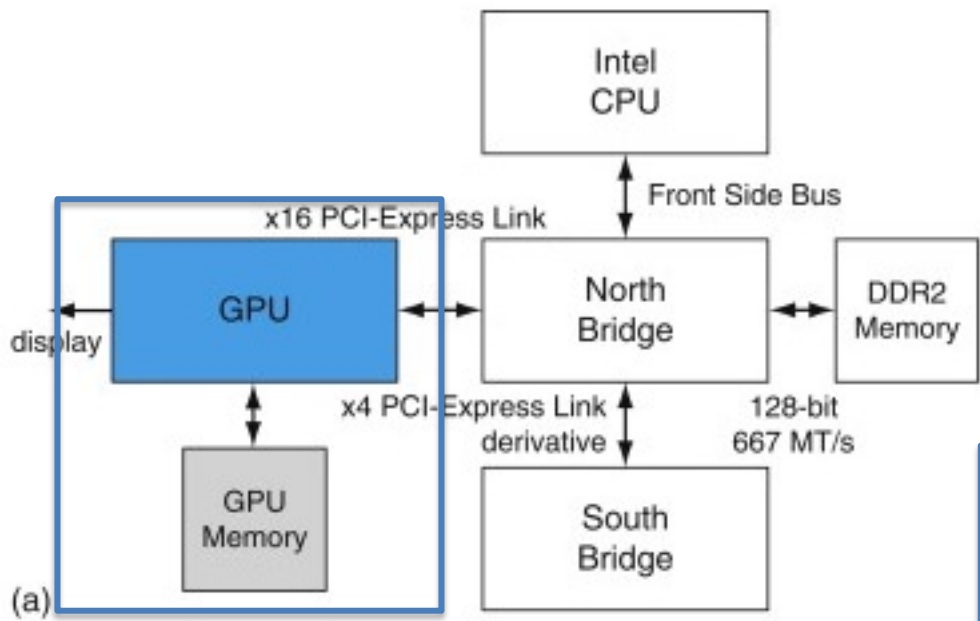 Intel
CPU
Front Side Bus
x16 PCI-Express Link
GPU
North
Bridge
DDR2
Memory
display
x4 PCI-Express Link
derivative
128-bit
667 MT/s
GPU
Memory
South
Bridge
(a)